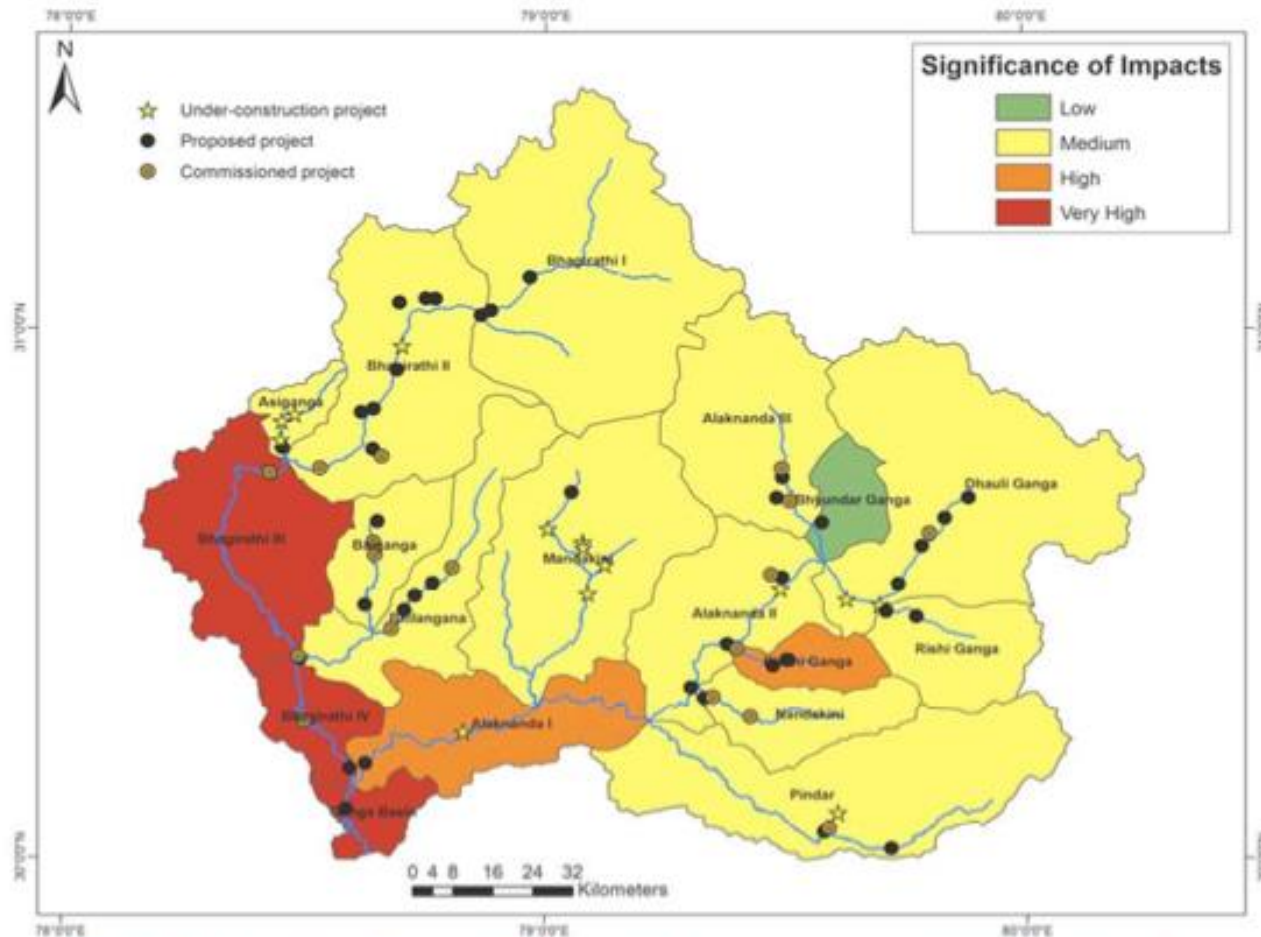 78°0'0"E
79°0'0"E
80°0'0"E
N
Significance of Impacts
Low
Medium
High
Very High
Under-construction project
Proposed project
Commissioned project
Bhagirathi I
31°0'0"N
Bhagirathi II
Asiganga
Alaknanda III
Dhauli Ganga
Bhyundar Ganga
Bhagirathi III
Balganga
Mandakini
Alaknanda II
Bhilangana
Rishi Ganga
Ganga
Nandakini
Bhagirathi IV
Alaknanda I
Pindar
Ganga Basin
30°0'0"N
0 4 8 16 24 32
Kilometers
78°0'0"E
79°0'0"E
80°0'0"E